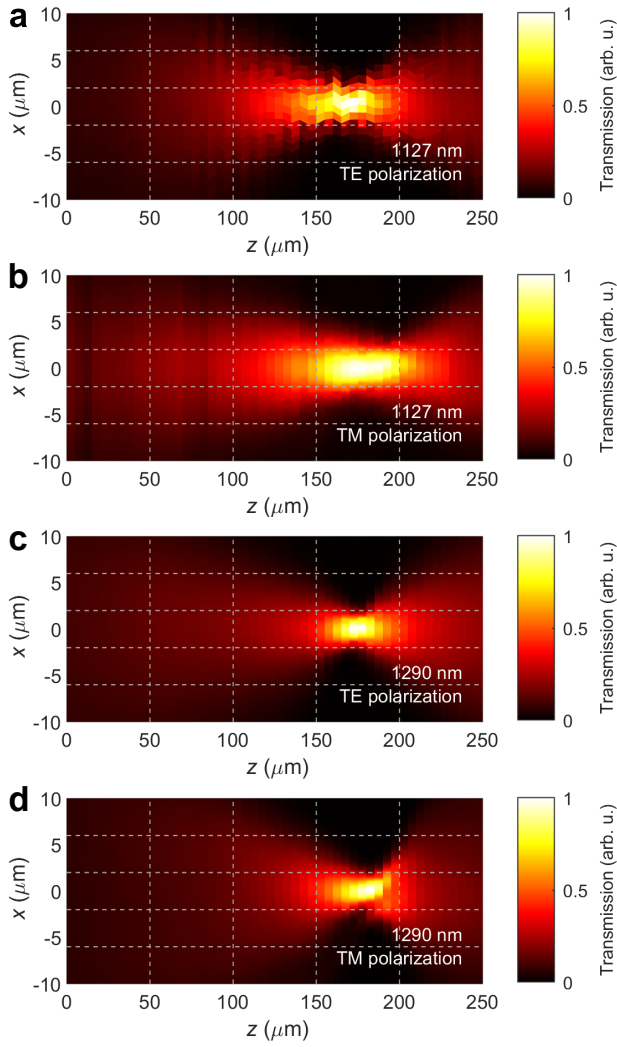 a
10
5
0
-5
-10
x (μm)
1127 nm
TE polarization
0 50 100 150 200 250
z (μm)
1
0.5
0
Transmission (arb. u.)
b
10
5
0
-5
-10
x (μm)
1127 nm
TM polarization
0 50 100 150 200 250
z (μm)
1
0.5
0
Transmission (arb. u.)
c
10
5
0
-5
-10
x (μm)
1290 nm
TE polarization
0 50 100 150 200 250
z (μm)
1
0.5
0
Transmission (arb. u.)
d
10
5
0
-5
-10
x (μm)
1290 nm
TM polarization
0 50 100 150 200 250
z (μm)
1
0.5
0
Transmission (arb. u.)